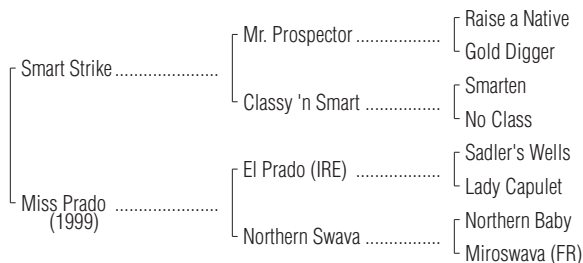 Raise a Native
Mr. Prospector ....................
Gold Digger
Smart Strike .......................
Smarten
Classy 'n Smart ..................
No Class
Sadler's Wells
El Prado (IRE) ....................
Lady Capulet
Miss Prado .......................
(1999)
Northern Baby
Northern Swava .................
Miroswava (FR)